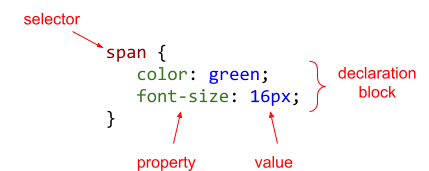 selector
span {
color: green;
font-size: 16px;
}
declaration
block
property
value